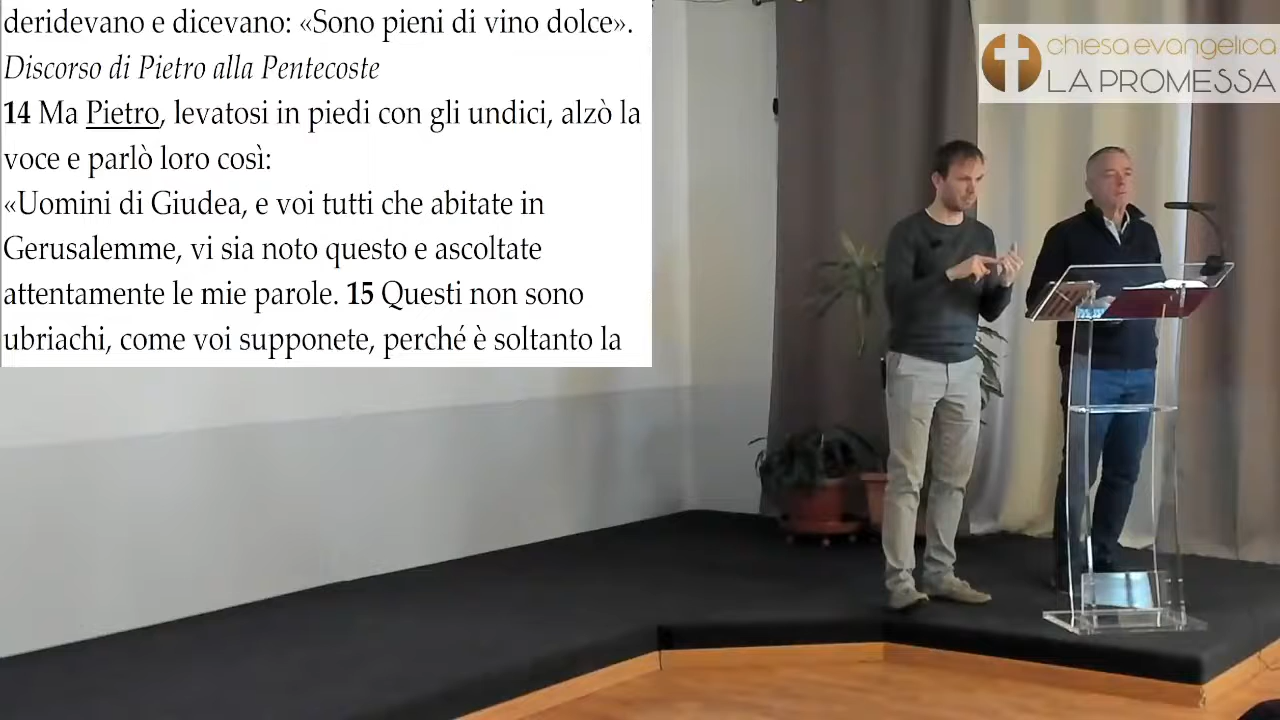 deridevano e dicevano: «Sono pieni di vino dolce».
Discorso di Pietro alla Pentecoste
14 Ma Pietro, levatosi in piedi con gli undici, alzò la
voce e parlò loro così:
«Uomini di Giudea, e voi tutti che abitate in
Gerusalemme, vi sia noto questo e ascoltate
attentamente le mie parole. 15 Questi non sono
ubriachi, come voi supponete, perché è soltanto la
chiesa evangelica
LA PROMESSA